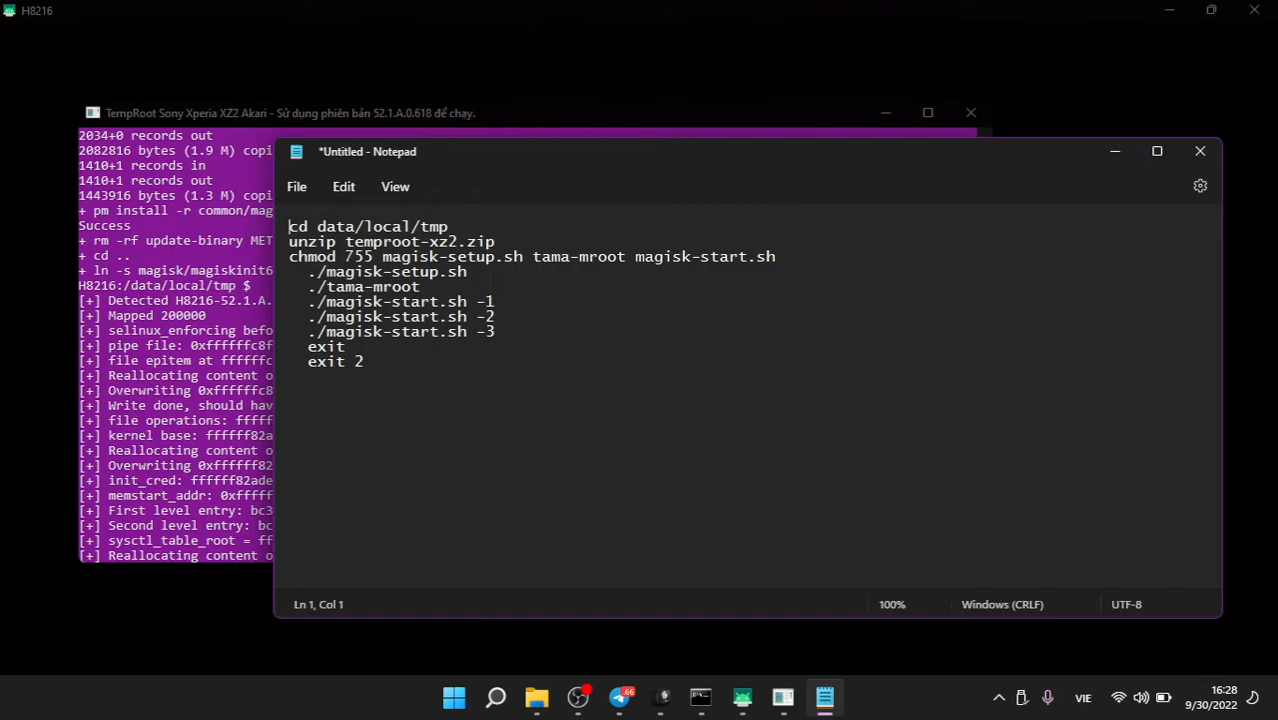 H8216
TempRoot Sony Xperia XZ2 Akari - Sử dụng phiên bản 52.1.A.0.618 để chạy.
2034+0 records out
2082816 bytes (1.9 M) copi
1410+1 records in
1410+1 records out
1443916 bytes (1.3 M) copi
+ pm install -r common/mag
Success
+ rm -rf update-binary MET
+ cd ..
+ ln -s magisk/magiskinit6
H8216:/data/local/tmp $
[+] Detected H8216-52.1.A.
[+] Mapped 200000
[+] selinux_enforcing befo
[+] pipe file: 0xffffffc8f
[+] file epitem at ffffffc
[+] Reallocating content o
[+] Overwriting 0xffffffc8
[+] Write done, should hav
[+] file operations: fffff
[+] kernel base: ffffff82a
[+] Reallocating content o
[+] Overwriting 0xffffff82
[+] init_cred: ffffff82ade
[+] memstart_addr: 0xfffff
[+] First level entry: bc3
[+] Second level entry: bc
[+] sysctl_table_root = ff
[+] Reallocating content o
*Untitled - Notepad
File Edit View
cd data/local/tmp
unzip temproot-xz2.zip
chmod 755 magisk-setup.sh tama-mroot magisk-start.sh
./magisk-setup.sh
./tama-mroot
./magisk-start.sh -1
./magisk-start.sh -2
./magisk-start.sh -3
exit
exit 2
Ln 1, Col 1 100% Windows (CRLF) UTF-8
66
VIE
16:28
9/30/2022